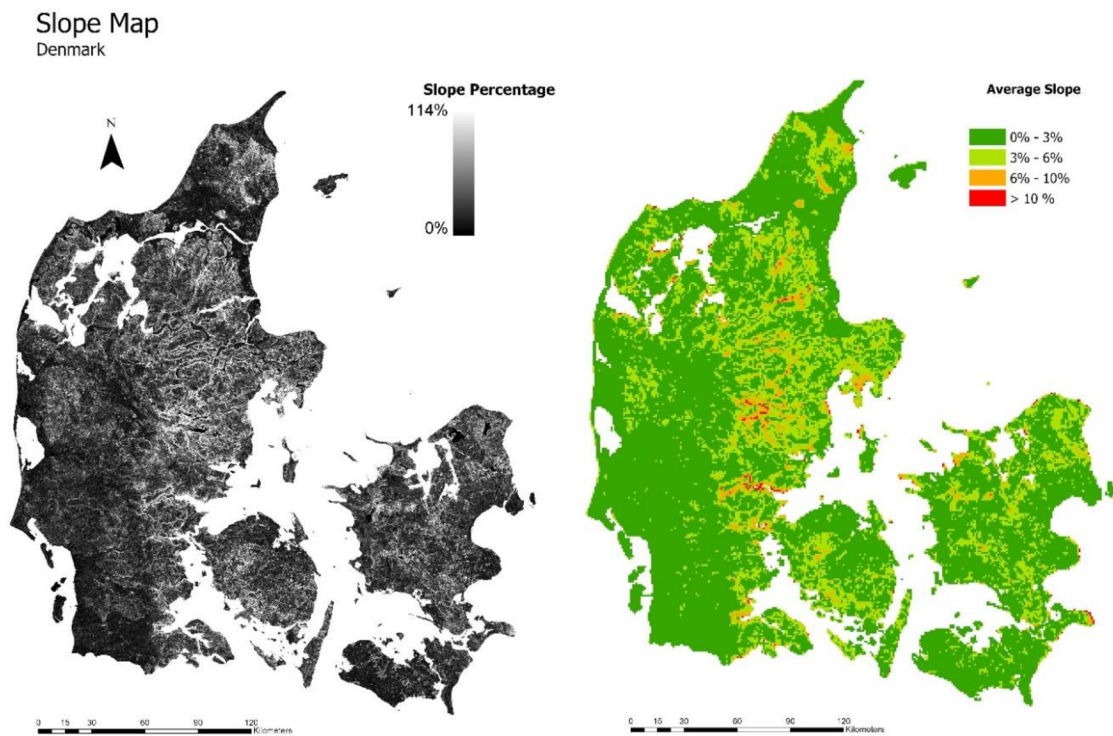 Slope Map
Denmark
Slope Percentage
114%
0%
N
0 15 30 60 90 120
Kilometers
Average Slope
0% - 3%
3% - 6%
6% - 10%
> 10 %
0 15 30 60 90 120
Kilometers